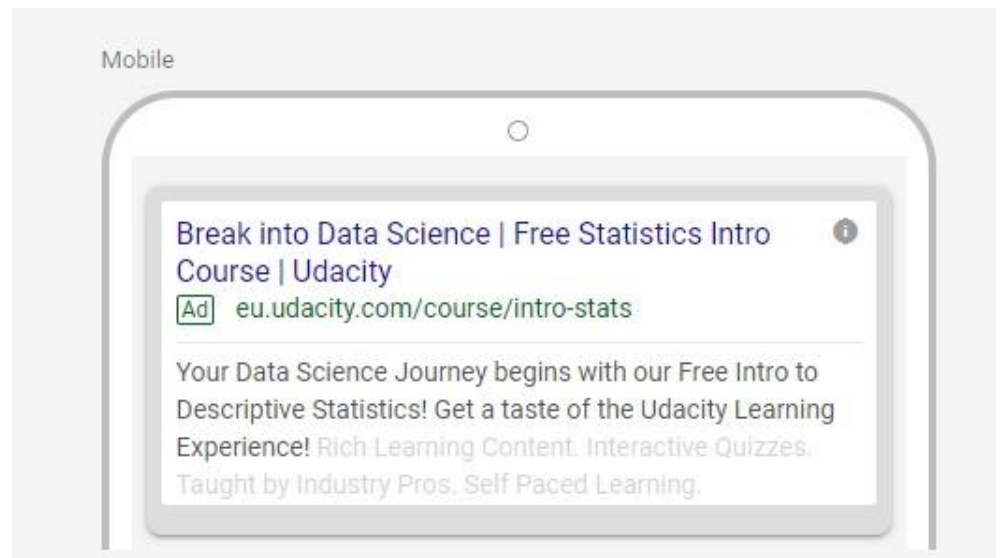 Mobile
Break into Data Science | Free Statistics Intro
Course | Udacity
Ad eu.udacity.com/course/intro-stats
Your Data Science Journey begins with our Free Intro to
Descriptive Statistics! Get a taste of the Udacity Learning
Experience! Rich Learning Content. Interactive Quizzes.
Taught by Industry Pros. Self Paced Learning.